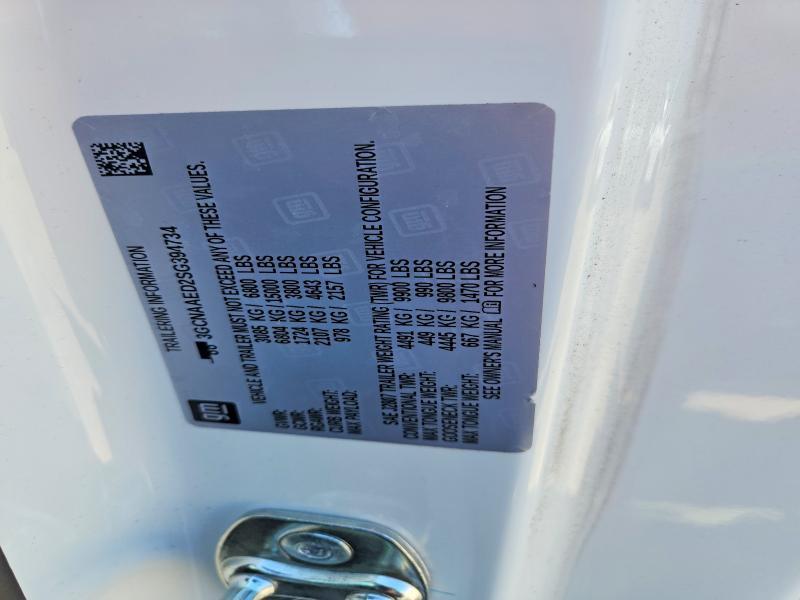 TRAILERING INFORMATION
3GCNAAED2SG394734
gm
VEHICLE AND TRAILER MUST NOT EXCEED ANY OF THESE VALUES.
GVWR: 3085 KG / 6800 LBS
GCWR: 6804 KG / 15000 LBS
RGAWR: 1724 KG / 3800 LBS
CURB WEIGHT: 2107 KG / 4643 LBS
MAX PAYLOAD: 978 KG / 2157 LBS
SAE J2807 TRAILER WEIGHT RATING (TWR) FOR VEHICLE CONFIGURATION.
CONVENTIONAL TWR: 4491 KG / 9900 LBS
MAX TONGUE WEIGHT: 449 KG / 990 LBS
GOOSENECK TWR: 4445 KG / 9800 LBS
MAX TONGUE WEIGHT: 667 KG / 1470 LBS
SEE OWNER'S MANUAL FOR MORE INFORMATION